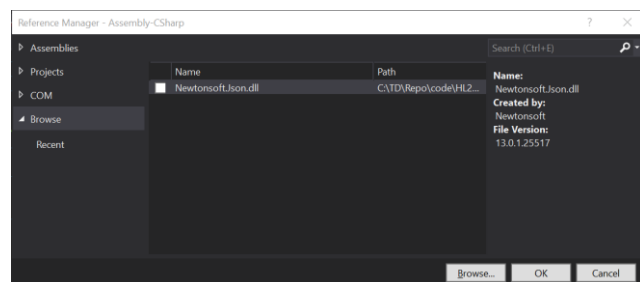 Reference Manager - Assembly-CSharp
Assemblies
Projects
COM
Browse
Recent
Name Path
Newtonsoft.Json.dll C:\TD\Repo\code\HL2...
Search (Ctrl+E)
Name:
Newtonsoft.Json.dll
Created by:
Newtonsoft
File Version:
13.0.1.25517
Browse... OK Cancel